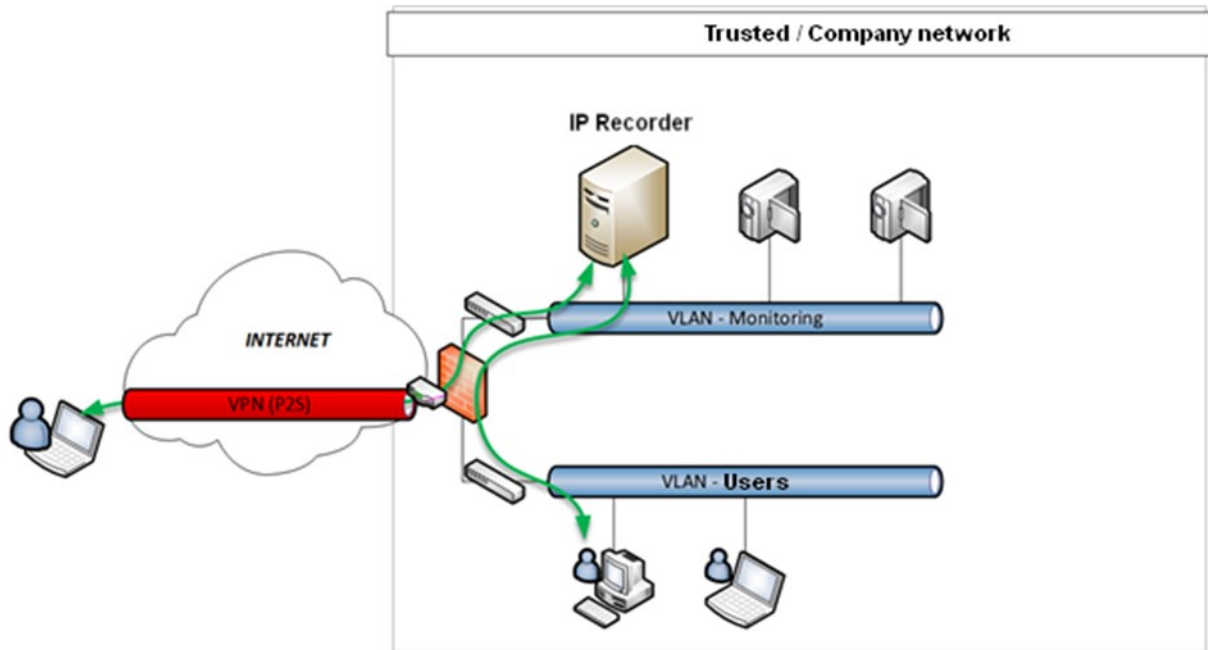 Trusted / Company network
IP Recorder
VLAN - Monitoring
INTERNET
VPN (P2S)
VLAN - Users